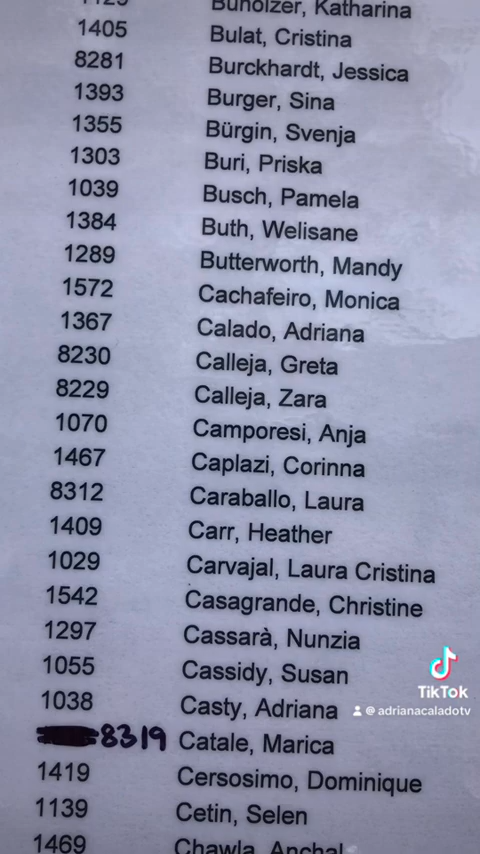 Buholzer, Katharina
1405 Bulat, Cristina
8281 Burckhardt, Jessica
1393 Burger, Sina
1355 Bürgin, Svenja
1303 Buri, Priska
1039 Busch, Pamela
1384 Buth, Welisane
1289 Butterworth, Mandy
1572 Cachafeiro, Monica
1367 Calado, Adriana
8230 Calleja, Greta
8229 Calleja, Zara
1070 Camporesi, Anja
1467 Caplazi, Corinna
8312 Caraballo, Laura
1409 Carr, Heather
1029 Carvajal, Laura Cristina
1542 Casagrande, Christine
1297 Cassarà, Nunzia
1055 Cassidy, Susan
1038 Casty, Adriana
8319 Catale, Marica
1419 Cersosimo, Dominique
1139 Cetin, Selen
1469 Chawla, Anchal
TikTok
@adrianacaladotv